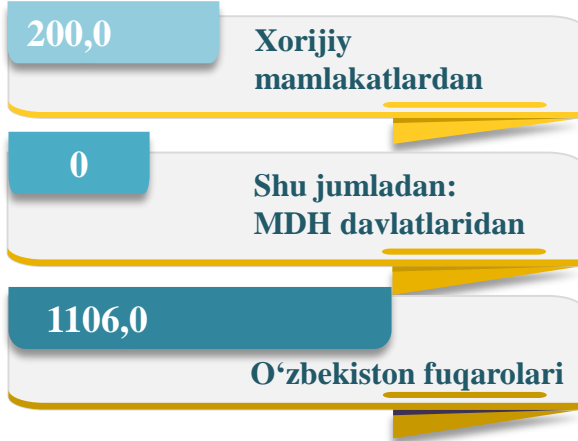 200,0
Xorijiy
mamlakatlardan
0
Shu jumladan:
MDH davlatlaridan
1106,0
O‘zbekiston fuqarolari